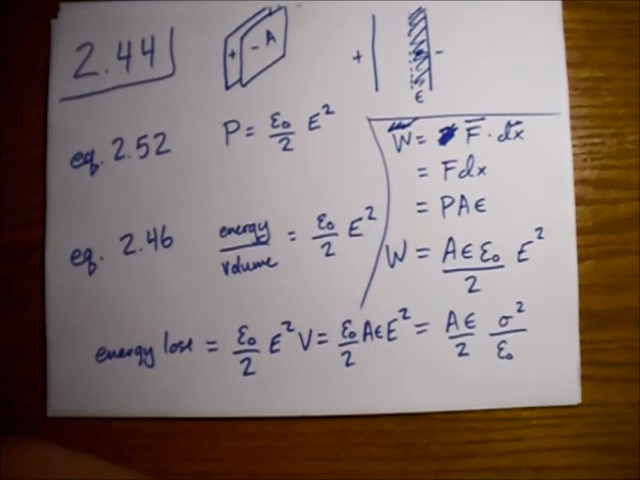 2.44
+ - A + - ε
eq. 2.52 P = ε₀/2 E²
W = F⃗ · dx⃗
= Fdx
= PAε
eq. 2.46 energy/volume = ε₀/2 E²
W = Aεε₀/2 E²
energy lose = ε₀/2 E² V = ε₀/2 AεE² = Aε/2 σ²/ε₀